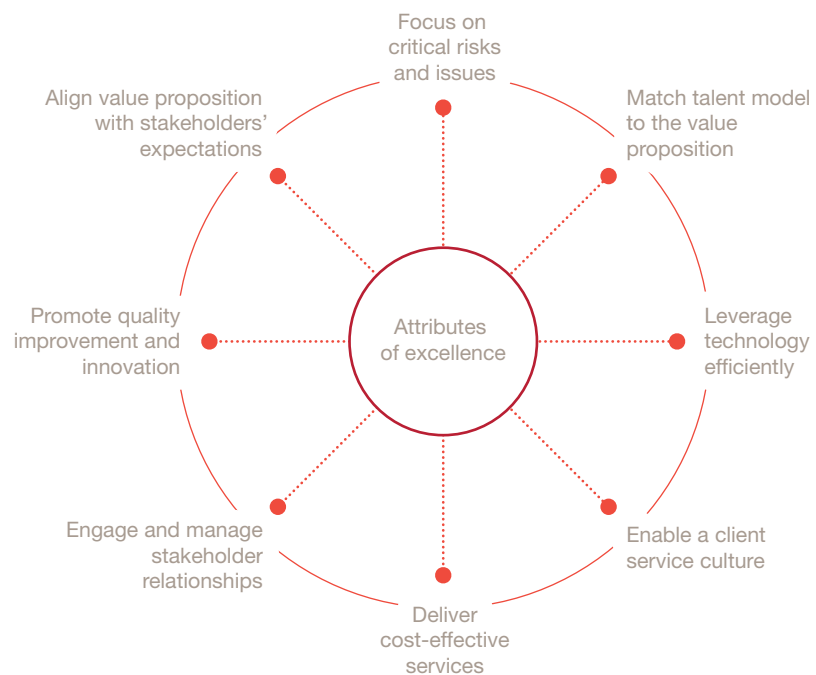 Focus on
critical risks
and issues
Align value proposition
with stakeholders’
expectations
Match talent model
to the value
proposition
Promote quality
improvement and
innovation
Attributes
of excellence
Leverage
technology
efficiently
Engage and manage
stakeholder
relationships
Enable a client
service culture
Deliver
cost-effective
services